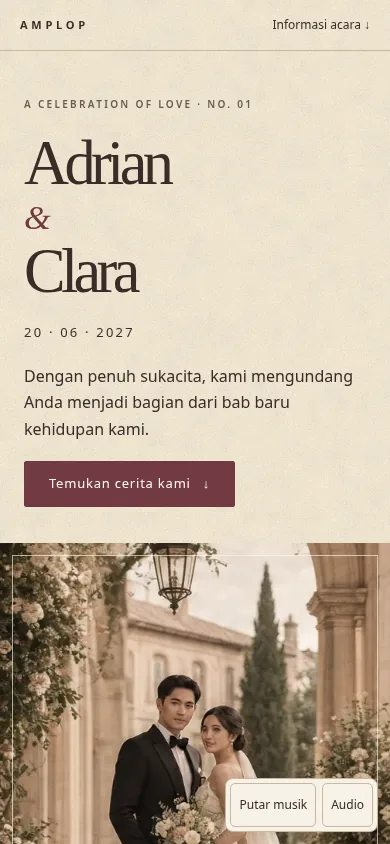 AMPLOP
Informasi acara ↓
A CELEBRATION OF LOVE · NO. 01
Adrian
&
Clara
20 · 06 · 2027
Dengan penuh sukacita, kami mengundang
Anda menjadi bagian dari bab baru
kehidupan kami.
Temukan cerita kami ↓
Putar musik
Audio